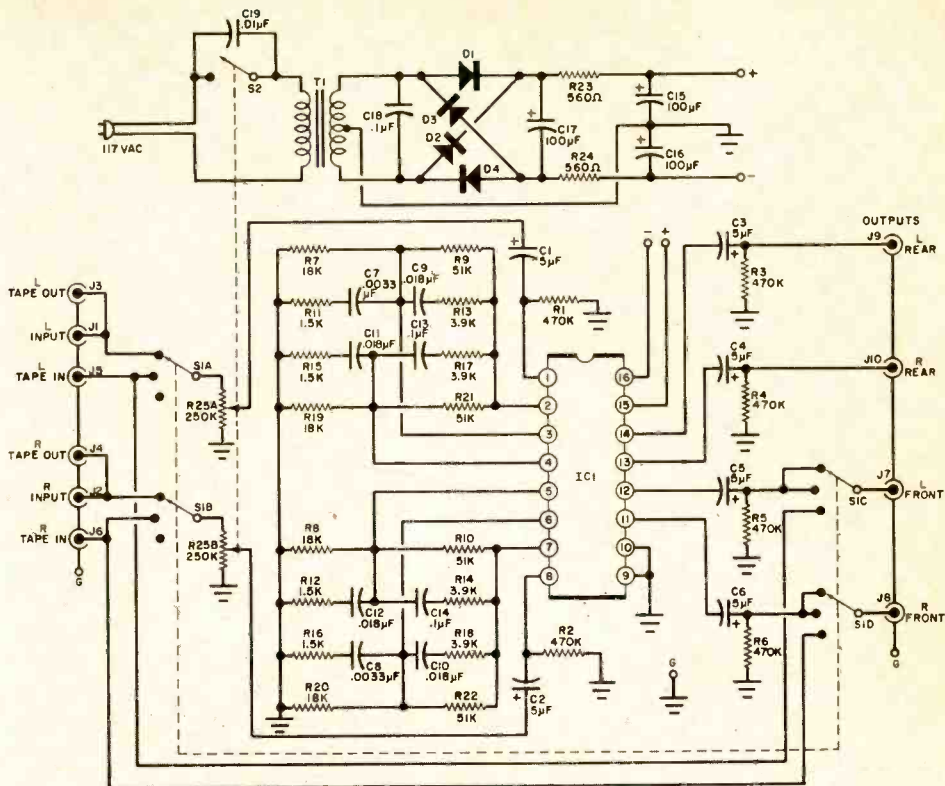 C19
.01µF
S2
T1
117 VAC
C18
.1µF
D1
D3
D2
D4
C17
100µF
R23
560Ω
R24
560Ω
C15
100µF
C16
100µF
+
-
L
TAPE OUT
J3
L
INPUT
J1
L
TAPE IN
J5
R
TAPE OUT
J4
R
INPUT
J2
R
TAPE IN
J6
G
S1A
R25A
250K
S1B
R25B
250K
R7
18K
R9
51K
C7
.0033
µF
C9
.018µF
R11
1.5K
R13
3.9K
C11
.018µF
C13
.1µF
R15
1.5K
R17
3.9K
R19
18K
R21
51K
R8
18K
R10
51K
R12
1.5K
C12
.018µF
C14
.1µF
R14
3.9K
R16
1.5K
C8
.0033µF
C10
.018µF
R18
3.9K
R20
18K
R22
51K
C1
5µF
R1
470K
- +
1
2
3
4
5
6
7
8
IC1
16
15
14
13
12
11
10
9
R2
470K
C2
5µF
G
C3
5µF
R3
470K
C4
5µF
R4
470K
C5
5µF
R5
470K
C6
5µF
R6
470K
S1C
S1D
OUTPUTS
J9
L
REAR
J10
R
REAR
J7
L
FRONT
J8
R
FRONT
G